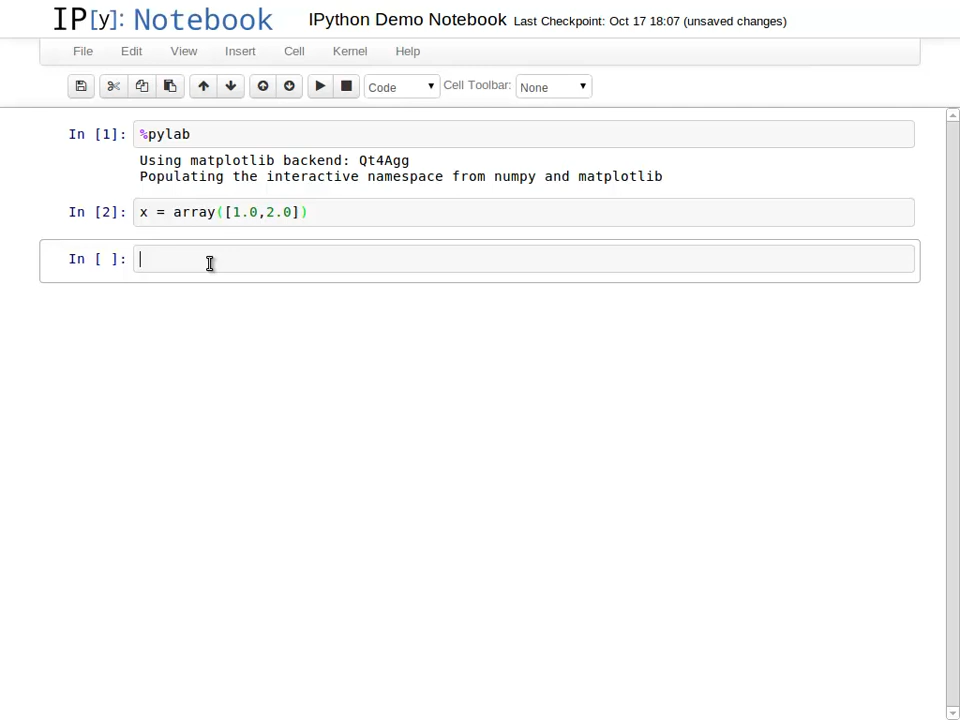 IP[y]: Notebook IPython Demo Notebook Last Checkpoint: Oct 17 18:07 (unsaved changes)
File Edit View Insert Cell Kernel Help
Code Cell Toolbar: None
In [1]: %pylab
Using matplotlib backend: Qt4Agg
Populating the interactive namespace from numpy and matplotlib
In [2]: x = array([1.0,2.0])
In [ ]: